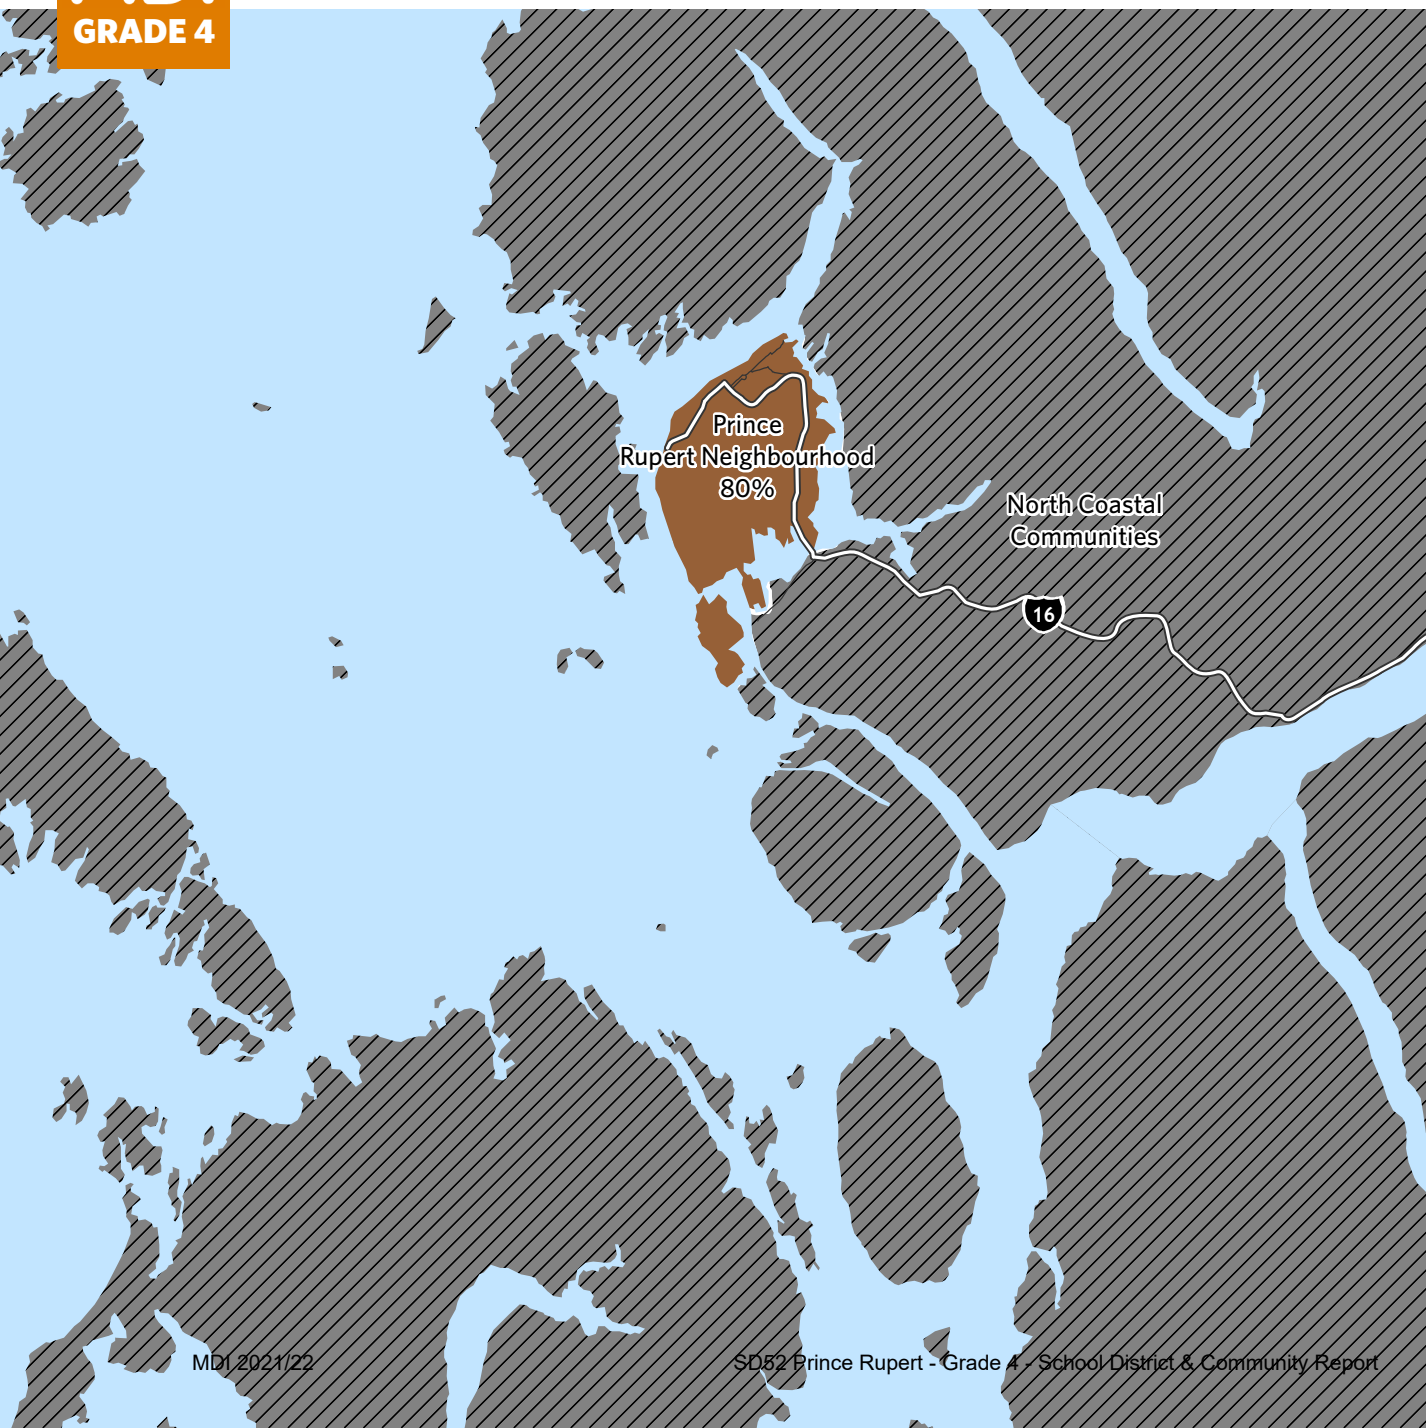 GRADE 4
Prince
Rupert Neighbourhood
80%
North Coastal
Communities
16
MDI 2021/22
SD52 Prince Rupert - Grade 4 - School District & Community Report